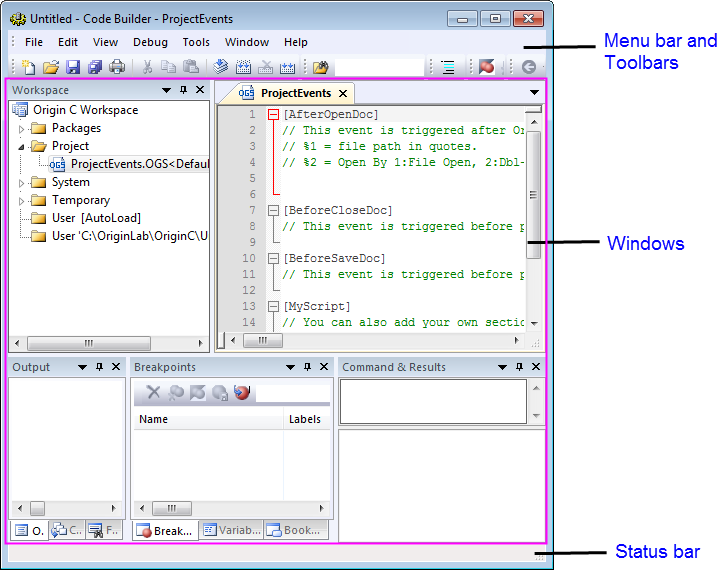 Untitled - Code Builder - ProjectEvents
File Edit View Debug Tools Window Help
Menu bar and
Toolbars
Workspace
Origin C Workspace
Packages
Project
ProjectEvents.OGS<Defaul
System
Temporary
User [AutoLoad]
User 'C:\OriginLab\OriginC\U
OGS ProjectEvents
1 [AfterOpenDoc]
2 // This event is triggered after Or
3 // %1 = file path in quotes.
4 // %2 = Open By 1:File Open, 2:Dbl-
5
6
7 [BeforeCloseDoc]
8 // This event is triggered before p
9
10 [BeforeSaveDoc]
11 // This event is triggered before p
12
13 [MyScript]
14 // You can also add your own sectio
Windows
Output
Breakpoints
Name Labels
Command & Results
O. C.. F..
Break... Variab... Book...
Status bar